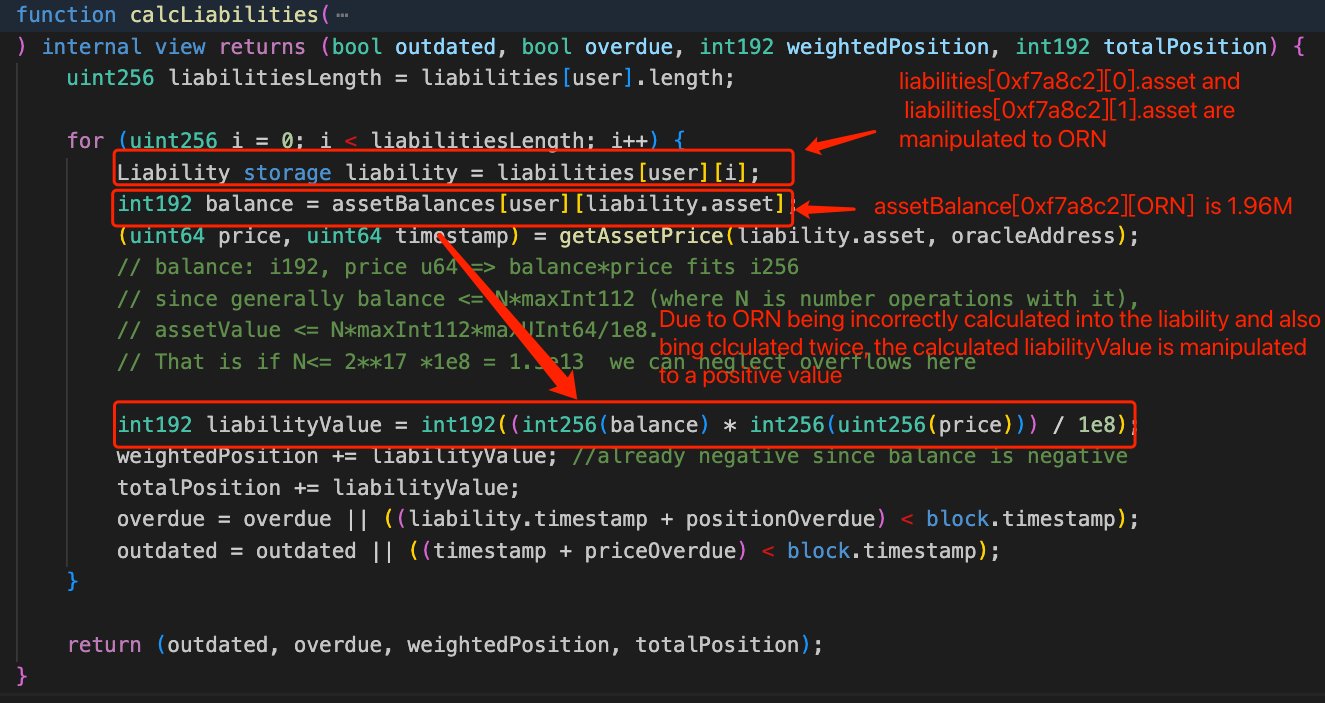 function calcLiabilities( ⋯
) internal view returns (bool outdated, bool overdue, int192 weightedPosition, int192 totalPosition) {
uint256 liabilitiesLength = liabilities[user].length;
liabilities[0xf7a8c2][0].asset and
liabilities[0xf7a8c2][1].asset are
manipulated to ORN
for (uint256 i = 0; i < liabilitiesLength; i++) {
Liability storage liability = liabilities[user][i];
int192 balance = assetBalances[user][liability.asset];
assetBalance[0xf7a8c2][ORN] is 1.96M
(uint64 price, uint64 timestamp) = getAssetPrice(liability.asset, oracleAddress);
// balance: i192, price u64 => balance*price fits i256
// since generally balance <= N*maxInt112 (where N is number operations with it),
// assetValue <= N*maxInt112*maxUInt64/1e8.
// That is if N<= 2**17 *1e8 = 1.3e13 we can neglect overflows here
Due to ORN being incorrectly calculated into the liability and also
bing clculated twice, the calculated liabilityValue is manipulated
to a positive value
int192 liabilityValue = int192((int256(balance) * int256(uint256(price))) / 1e8);
weightedPosition += liabilityValue; //already negative since balance is negative
totalPosition += liabilityValue;
overdue = overdue || ((liability.timestamp + positionOverdue) < block.timestamp);
outdated = outdated || ((timestamp + priceOverdue) < block.timestamp);
}
return (outdated, overdue, weightedPosition, totalPosition);
}